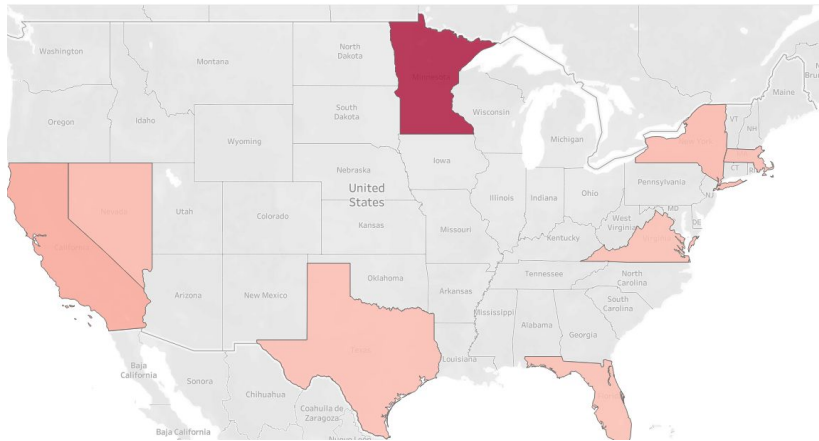 Washington
Montana
North
Dakota
Minnesota
Maine
Oregon
Idaho
South
Dakota
Wisconsin
VT
NH
Wyoming
Michigan
New York
Iowa
CT
Nebraska
Pennsylvania
Nevada
Utah
United
States
Illinois
Indiana
Ohio
NJ
MD
Colorado
West
Virginia
DE
California
Kansas
Missouri
Kentucky
Virginia
Oklahoma
Tennessee
North
Carolina
Arizona
New Mexico
Arkansas
South
Carolina
Mississippi
Alabama
Georgia
Texas
Louisiana
Baja
California
Sonora
Chihuahua
Coahuila de
Zaragoza
Baja California
Nuevo León